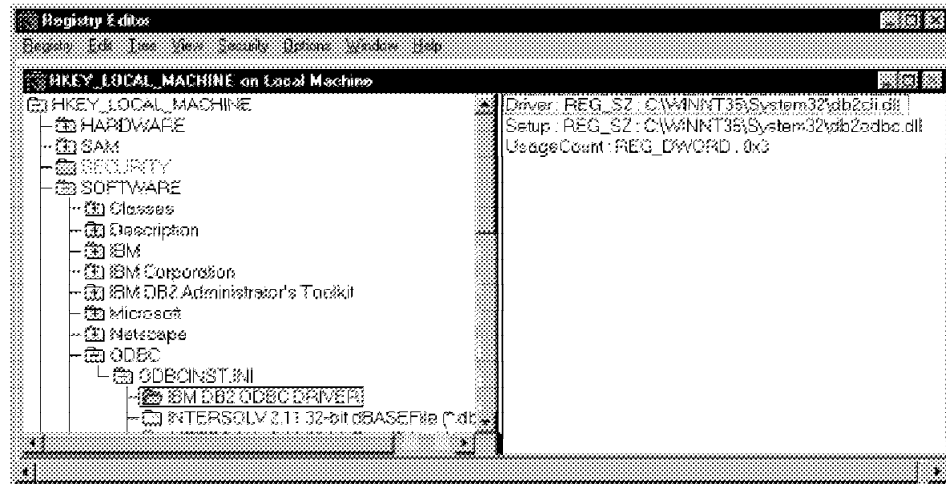 Registry Editor
Registry Edit Tree View Security Options Window Help
HKEY_LOCAL_MACHINE on Local Machine
HKEY_LOCAL_MACHINE
HARDWARE
SAM
SECURITY
SOFTWARE
Classes
Description
IBM
IBM Corporation
IBM DB2 Administrator's Toolkit
Microsoft
Netscape
ODBC
ODBCINST.INI
IBM DB2 ODBC DRIVER
INTERSOLV 2.11 32-bit dBASEFile (*.db
Driver : REG_SZ : C:\WINNT35\System32\db2cli.dll
Setup : REG_SZ : C:\WINNT35\System32\db2odbc.dll
UsageCount : REG_DWORD : 0x3